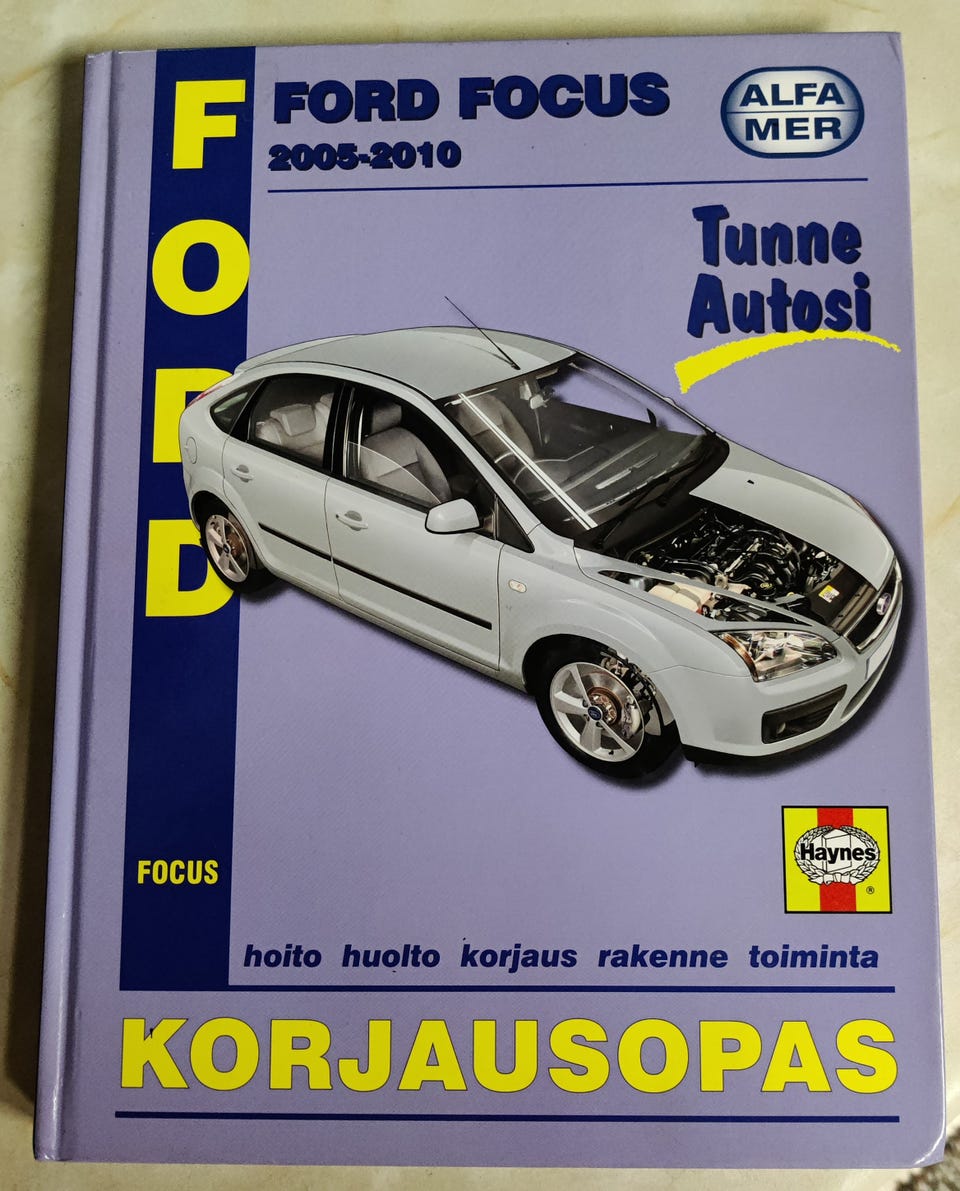 FORD
FORD FOCUS
2005-2010
ALFA
MER
Tunne
Autosi
Haynes
®
FOCUS
hoito huolto korjaus rakenne toiminta
KORJAUSOPAS